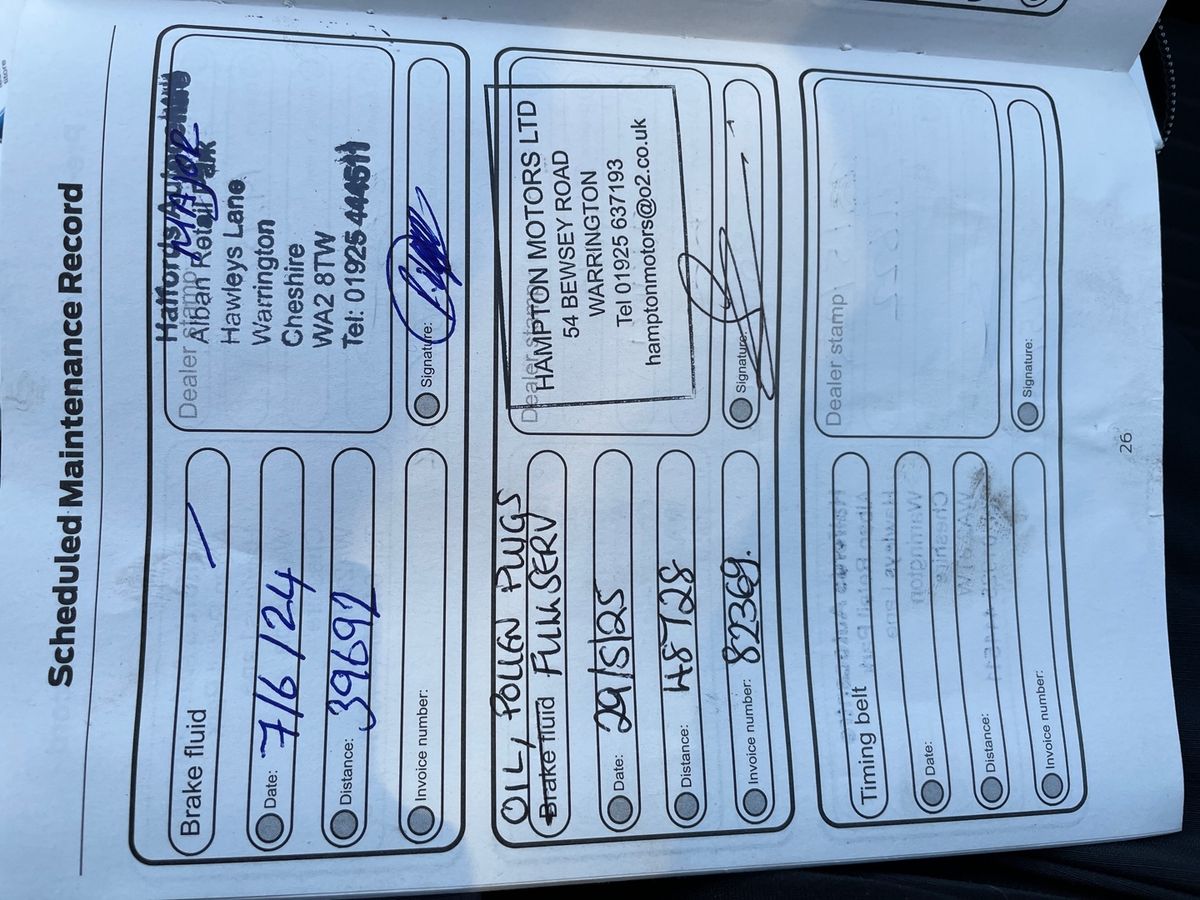 Scheduled Maintenance Record
Brake fluid
Date: 7/6/24
Distance: 39692
Invoice number:
Dealer stamp
MAJOR
Halfords
Alban Retail Park
Hawleys Lane
Warrington
Cheshire
WA2 8TW
Tel: 01925 444511
Signature:
OIL, POLLEN PLUGS
Brake fluid FULL SERV
Date: 29/5/25
Distance: 48728
Invoice number: 82369.
Dealer stamp
HAMPTON MOTORS LTD
54 BEWSEY ROAD
WARRINGTON
Tel 01925 637193
hamptonmotors@o2.co.uk
Signature:
Timing belt
Date:
Distance:
Invoice number:
Dealer stamp
Signature:
26